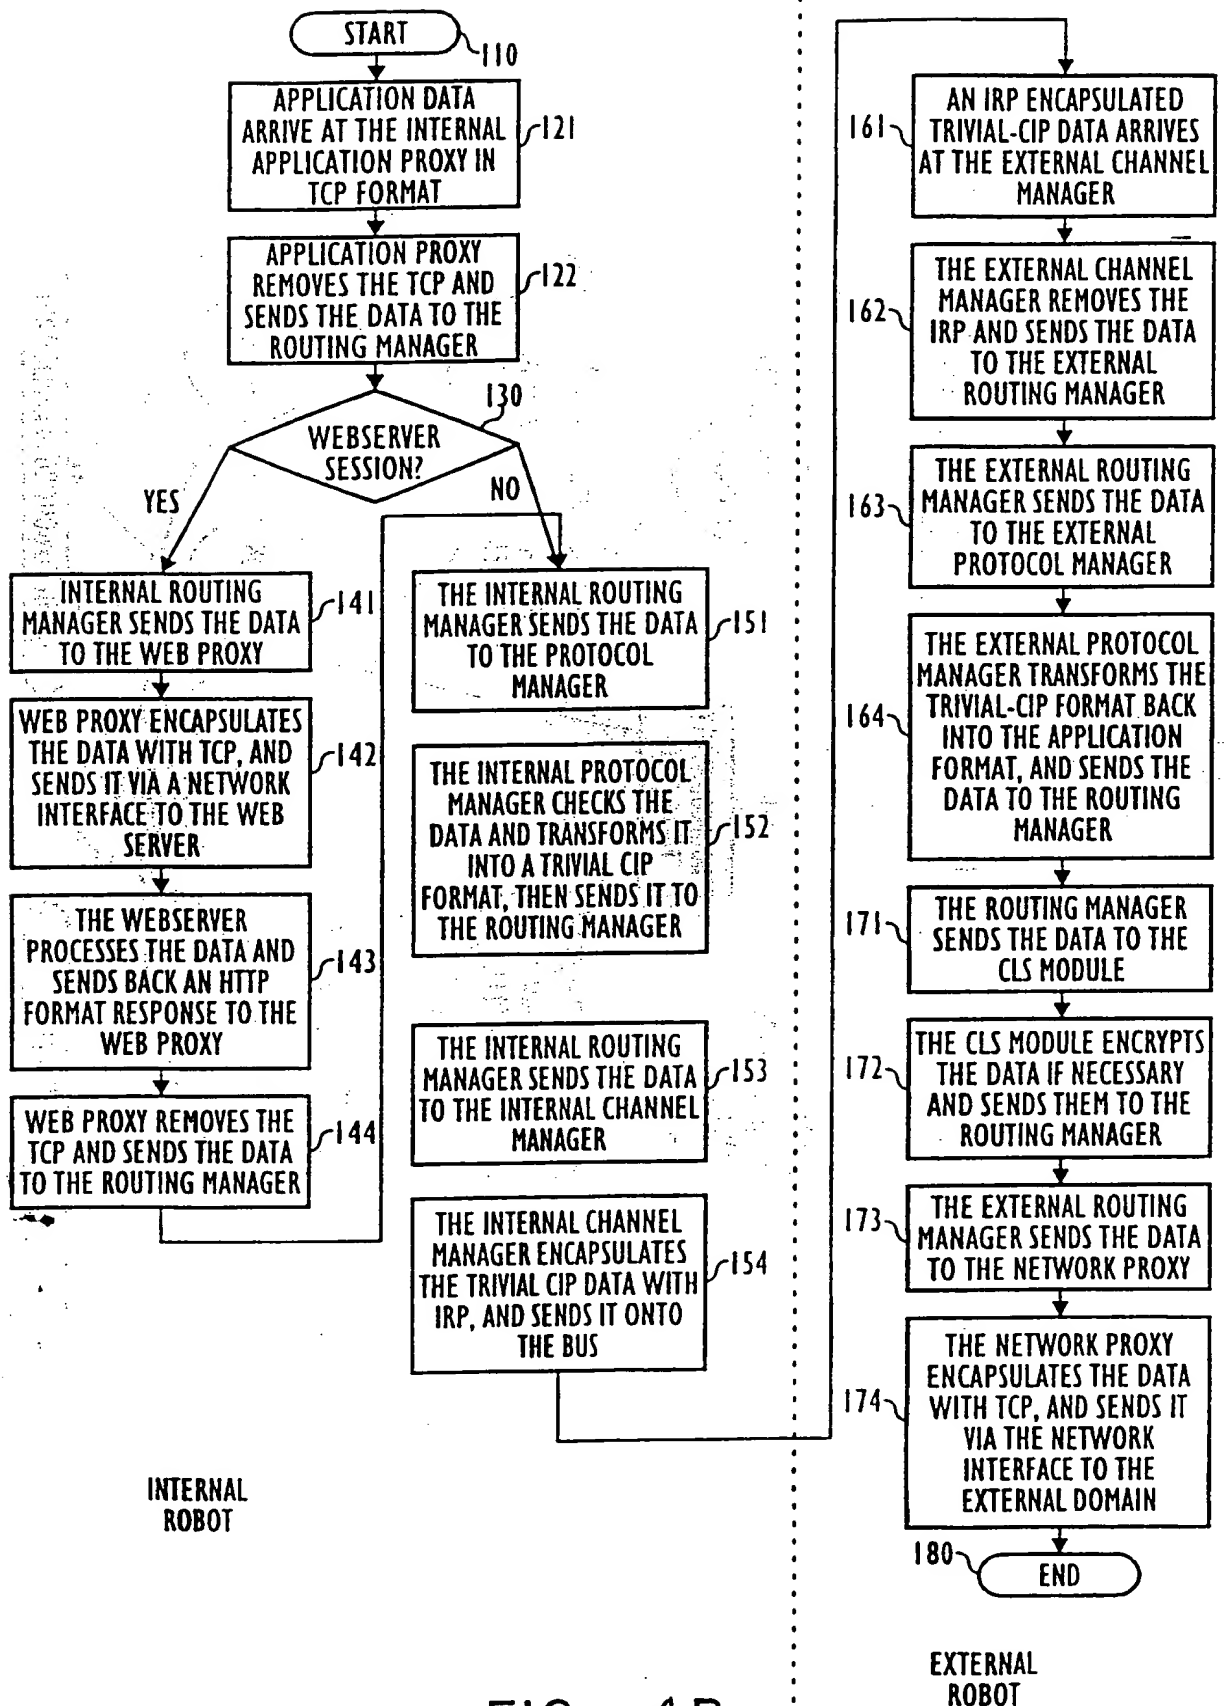 START
110
APPLICATION DATA
ARRIVE AT THE INTERNAL
APPLICATION PROXY IN
TCP FORMAT
121
APPLICATION PROXY
REMOVES THE TCP AND
SENDS THE DATA TO THE
ROUTING MANAGER
122
130
WEBSERVER
SESSION?
YES
NO
INTERNAL ROUTING
MANAGER SENDS THE DATA
TO THE WEB PROXY
141
WEB PROXY ENCAPSULATES
THE DATA WITH TCP, AND
SENDS IT VIA A NETWORK
INTERFACE TO THE WEB
SERVER
142
THE WEBSERVER
PROCESSES THE DATA AND
SENDS BACK AN HTTP
FORMAT RESPONSE TO THE
WEB PROXY
143
WEB PROXY REMOVES THE
TCP AND SENDS THE DATA
TO THE ROUTING MANAGER
144
THE INTERNAL ROUTING
MANAGER SENDS THE DATA
TO THE PROTOCOL
MANAGER
151
THE INTERNAL PROTOCOL
MANAGER CHECKS THE
DATA AND TRANSFORMS IT
INTO A TRIVIAL CIP
FORMAT, THEN SENDS IT TO
THE ROUTING MANAGER
152
THE INTERNAL ROUTING
MANAGER SENDS THE DATA
TO THE INTERNAL CHANNEL
MANAGER
153
THE INTERNAL CHANNEL
MANAGER ENCAPSULATES
THE TRIVIAL CIP DATA WITH
IRP, AND SENDS IT ONTO
THE BUS
154
INTERNAL
ROBOT
AN IRP ENCAPSULATED
TRIVIAL-CIP DATA ARRIVES
AT THE EXTERNAL CHANNEL
MANAGER
161
THE EXTERNAL CHANNEL
MANAGER REMOVES THE
IRP AND SENDS THE DATA
TO THE EXTERNAL
ROUTING MANAGER
162
THE EXTERNAL ROUTING
MANAGER SENDS THE DATA
TO THE EXTERNAL
PROTOCOL MANAGER
163
THE EXTERNAL PROTOCOL
MANAGER TRANSFORMS THE
TRIVIAL-CIP FORMAT BACK
INTO THE APPLICATION
FORMAT, AND SENDS THE
DATA TO THE ROUTING
MANAGER
164
THE ROUTING MANAGER
SENDS THE DATA TO THE
CLS MODULE
171
THE CLS MODULE ENCRYPTS
THE DATA IF NECESSARY
AND SENDS THEM TO THE
ROUTING MANAGER
172
THE EXTERNAL ROUTING
MANAGER SENDS THE DATA
TO THE NETWORK PROXY
173
THE NETWORK PROXY
ENCAPSULATES THE DATA
WITH TCP, AND SENDS IT
VIA THE NETWORK
INTERFACE TO THE
EXTERNAL DOMAIN
174
180
END
EXTERNAL
ROBOT